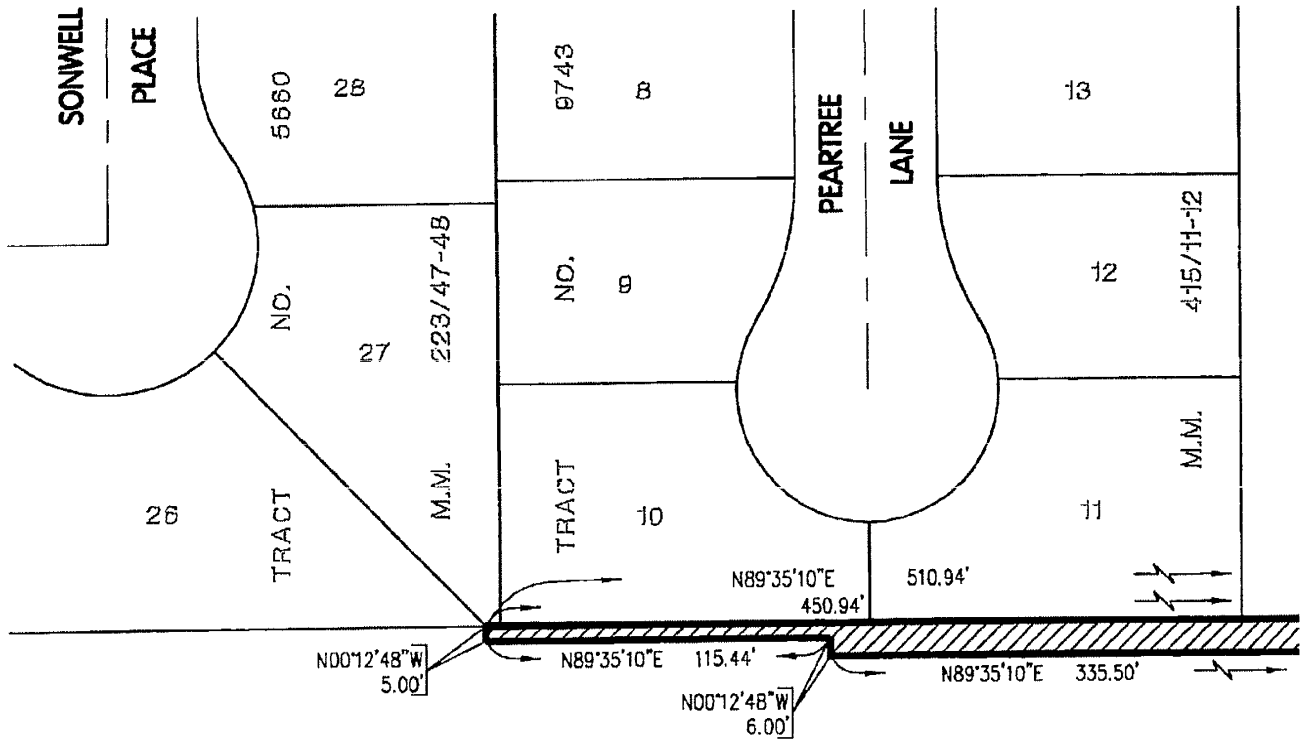 SONWELL
PLACE
5660
28
9743
8
PEARTREE
LANE
13
NO.
27
223/47-48
NO.
9
12
415/11-12
26
TRACT
M.M.
TRACT
10
11
M.M.
N89°35'10"E 510.94'
450.94'
N00°12'48"W
5.00'
N89°35'10"E 115.44'
N00°12'48"W
6.00'
N89°35'10"E 335.50'